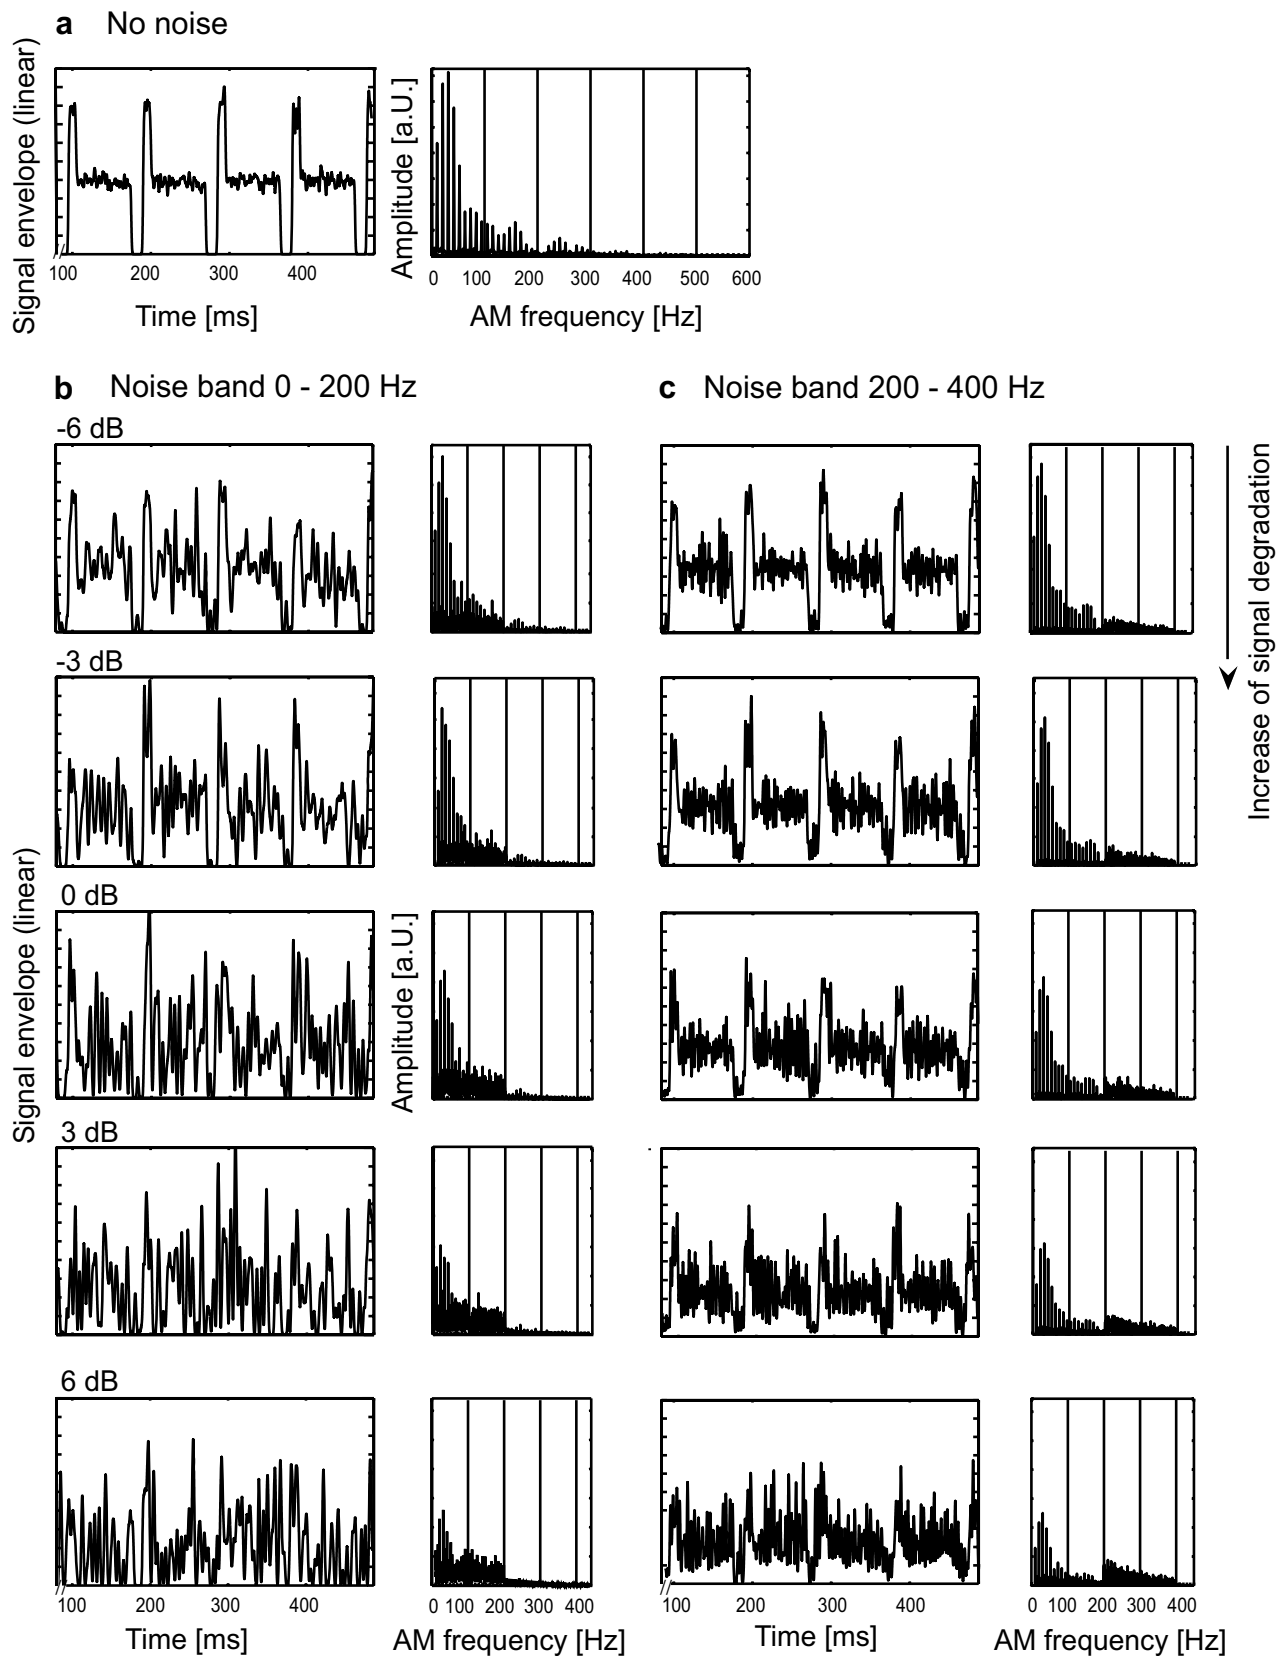 a No noise
Signal envelope (linear)
Amplitude [a.U.]
100 200 300 400
0 100 200 300 400 500 600
Time [ms]
AM frequency [Hz]
b Noise band 0 - 200 Hz
c Noise band 200 - 400 Hz
-6 dB
Increase of signal degradation
-3 dB
0 dB
Signal envelope (linear)
Amplitude [a.U.]
3 dB
6 dB
100 200 300 400
0 100 200 300 400
100 200 300 400
0 100 200 300 400
Time [ms]
AM frequency [Hz]
Time [ms]
AM frequency [Hz]